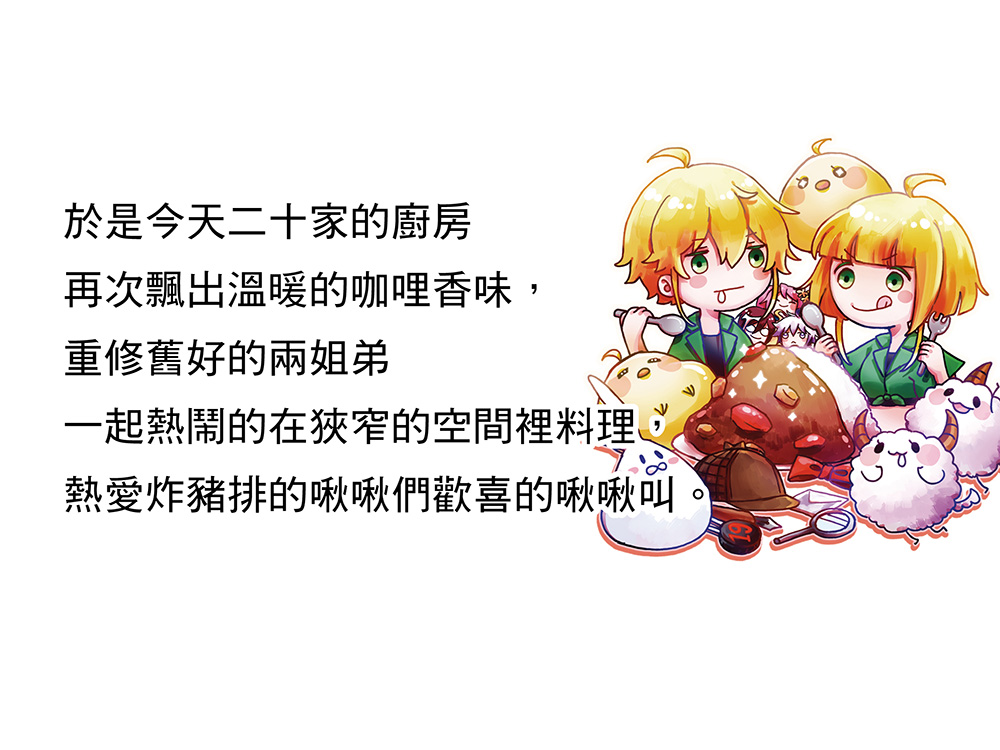 於是今天二十家的廚房
再次飄出溫暖的咖哩香味，
重修舊好的兩姐弟
一起熱鬧的在狹窄的空間裡料理，
熱愛炸豬排的啾啾們歡喜的啾啾叫。
19